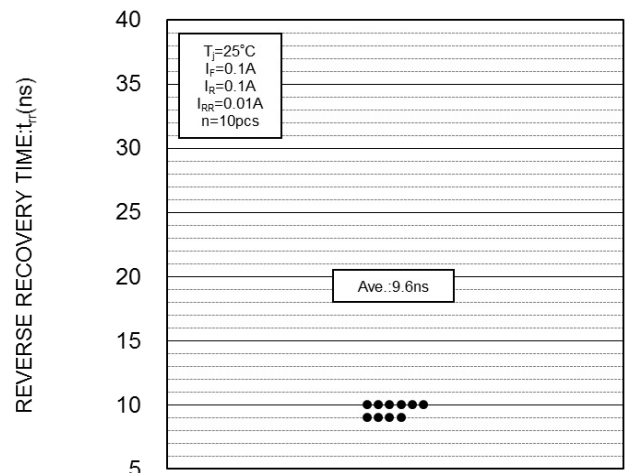 REVERSE RECOVERY TIME:trr(ns)
40
35
30
25
20
15
10
5
Tj=25°C
IF=0.1A
IR=0.1A
IRR=0.01A
n=10pcs
Ave.:9.6ns